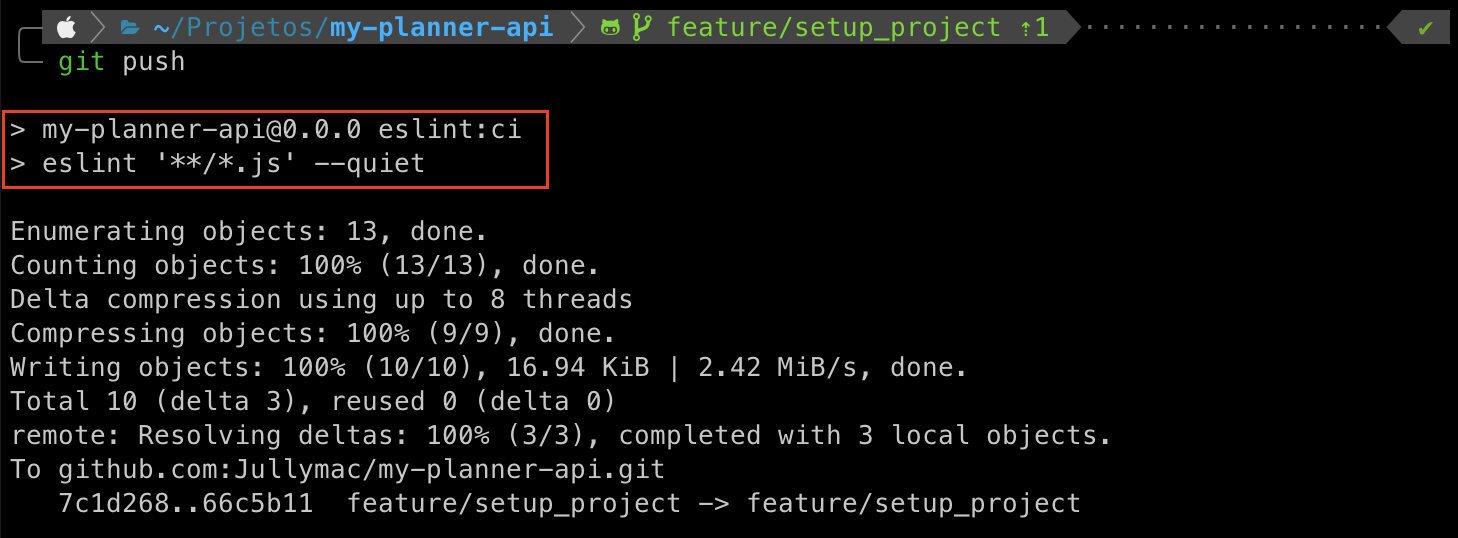 ~/Projetos/my-planner-api feature/setup_project ↑1 ✔
git push
> my-planner-api@0.0.0 eslint:ci
> eslint '**/*.js' --quiet
Enumerating objects: 13, done.
Counting objects: 100% (13/13), done.
Delta compression using up to 8 threads
Compressing objects: 100% (9/9), done.
Writing objects: 100% (10/10), 16.94 KiB | 2.42 MiB/s, done.
Total 10 (delta 3), reused 0 (delta 0)
remote: Resolving deltas: 100% (3/3), completed with 3 local objects.
To github.com:Jullymac/my-planner-api.git
7c1d268..66c5b11  feature/setup_project -> feature/setup_project